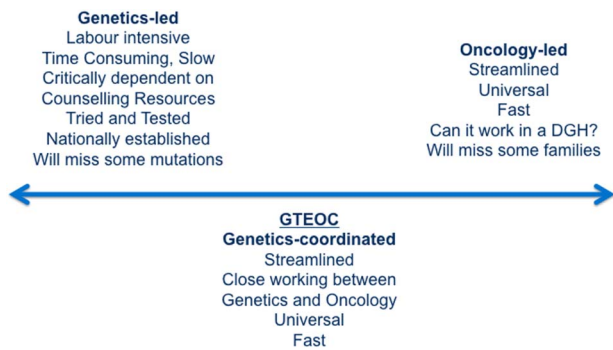 Genetics-led
Labour intensive
Time Consuming, Slow
Critically dependent on
Counselling Resources
Tried and Tested
Nationally established
Will miss some mutations
Oncology-led
Streamlined
Universal
Fast
Can it work in a DGH?
Will miss some families
GTEOC
Genetics-coordinated
Streamlined
Close working between
Genetics and Oncology
Universal
Fast